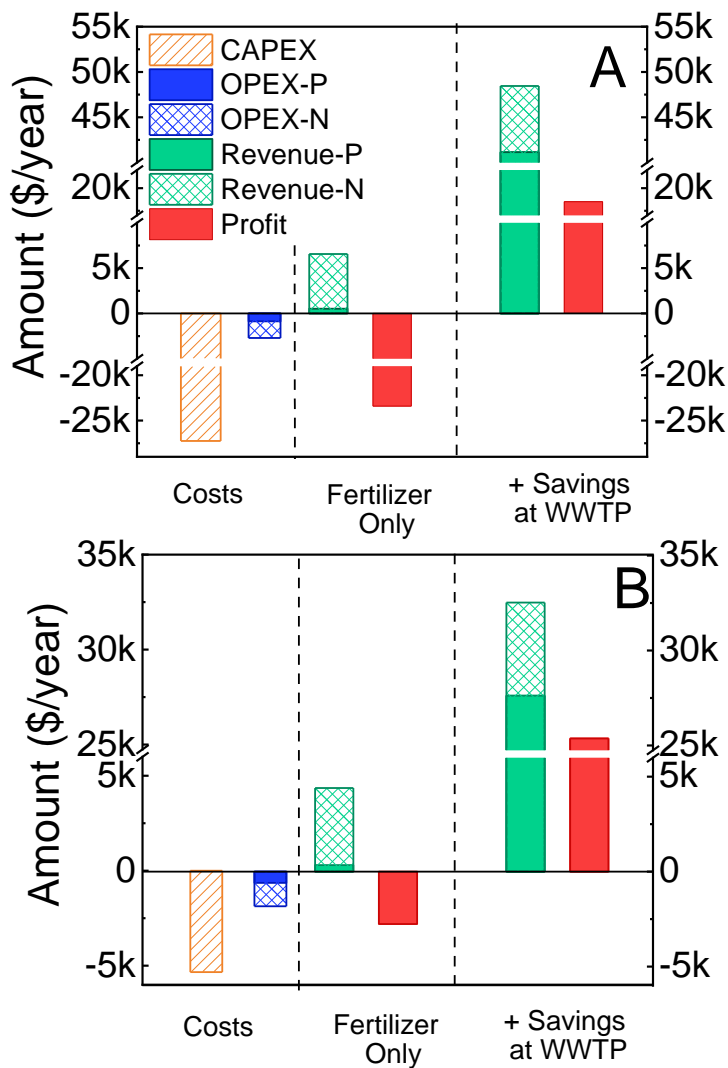 55k
50k
45k
20k
5k
0
-20k
-25k
Amount ($/year)
CAPEX
OPEX-P
OPEX-N
Revenue-P
Revenue-N
Profit
A
55k
50k
45k
20k
5k
0
-20k
-25k
Costs
Fertilizer
Only
+ Savings
at WWTP
35k
30k
25k
5k
0
-5k
Amount ($/year)
B
35k
30k
25k
5k
0
-5k
Costs
Fertilizer
Only
+ Savings
at WWTP